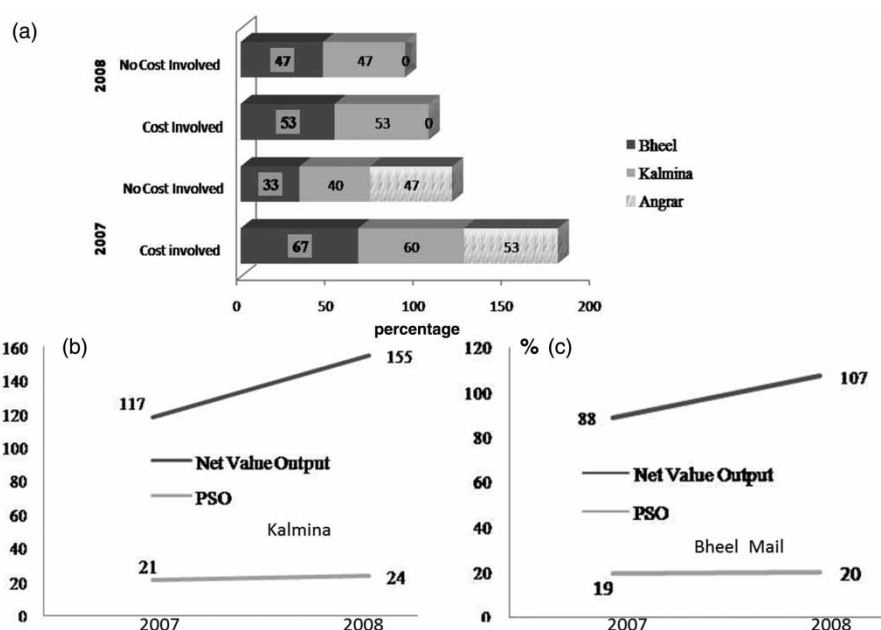 (a)
2008
No Cost Involved
47 47 0
Cost Involved
53 53 0
2007
No Cost Involved
33 40 47
Cost involved
67 60 53
Bheel
Kalmina
Angrar
0 50 100 150 200
percentage
(b)
160
140
120
100
80
60
40
20
0
117
155
Net Value Output
PSO
Kalmina
21
24
2007 2008
% (c)
120
100
80
60
40
20
0
88
107
Net Value Output
PSO
Bheel Mail
19
20
2007 2008